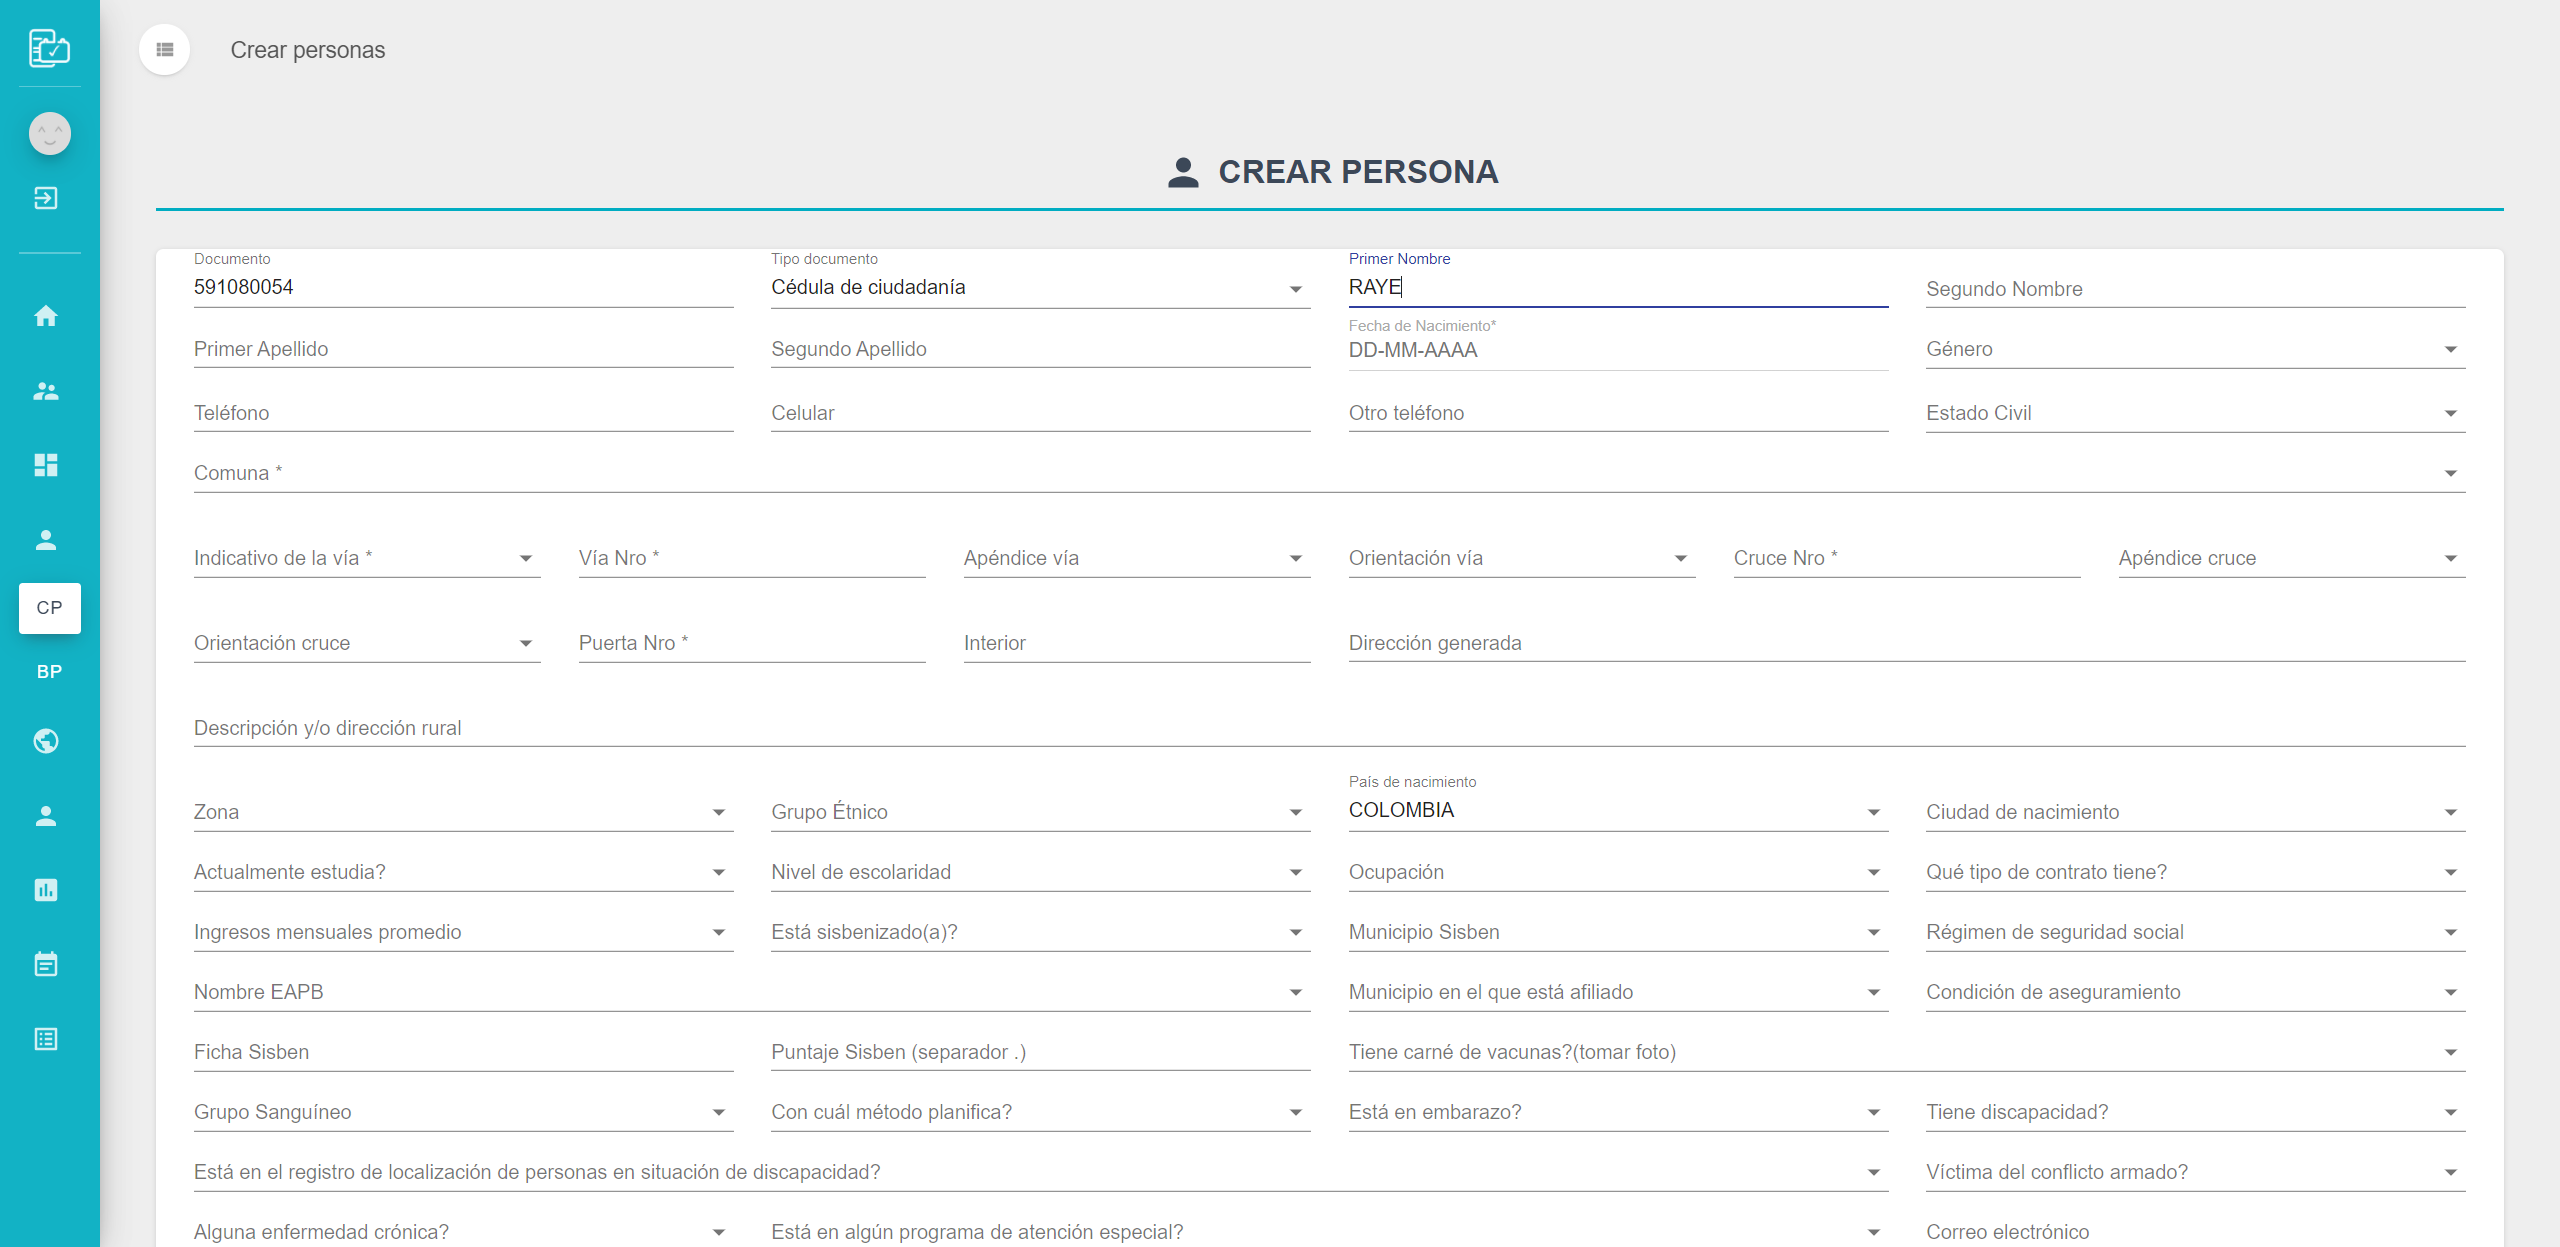 Crear personas
CREAR PERSONA
Documento Tipo documento Primer Nombre
591080054 Cédula de ciudadanía RAYE Segundo Nombre
Fecha de Nacimiento*
Primer Apellido Segundo Apellido DD-MM-AAAA Género
Teléfono Celular Otro teléfono Estado Civil
Comuna *
Indicativo de la vía * Vía Nro * Apéndice vía Orientación vía Cruce Nro * Apéndice cruce
CP
Orientación cruce Puerta Nro * Interior Dirección generada
BP
Descripción y/o dirección rural
País de nacimiento
Zona Grupo Étnico COLOMBIA Ciudad de nacimiento
Actualmente estudia? Nivel de escolaridad Ocupación Qué tipo de contrato tiene?
Ingresos mensuales promedio Está sisbenizado(a)? Municipio Sisben Régimen de seguridad social
Nombre EAPB Municipio en el que está afiliado Condición de aseguramiento
Ficha Sisben Puntaje Sisben (separador .) Tiene carné de vacunas?(tomar foto)
Grupo Sanguíneo Con cuál método planifica? Está en embarazo? Tiene discapacidad?
Está en el registro de localización de personas en situación de discapacidad? Víctima del conflicto armado?
Alguna enfermedad crónica? Está en algún programa de atención especial? Correo electrónico